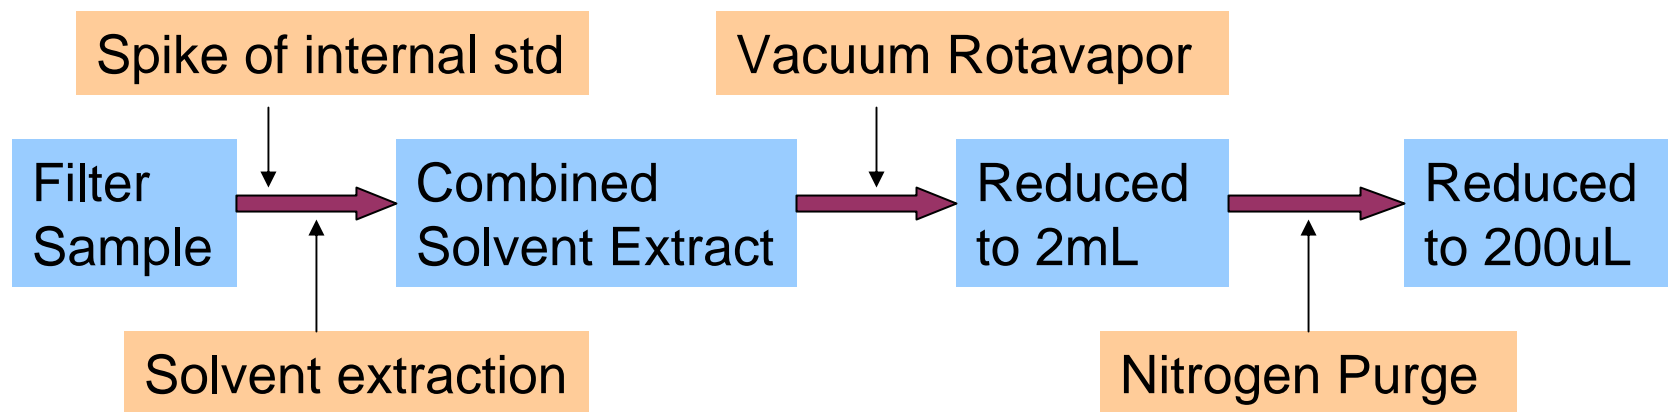 Spike of internal std
Vacuum Rotavapor
Filter
Sample
Combined
Solvent Extract
Reduced
to 2mL
Reduced
to 200uL
Solvent extraction
Nitrogen Purge